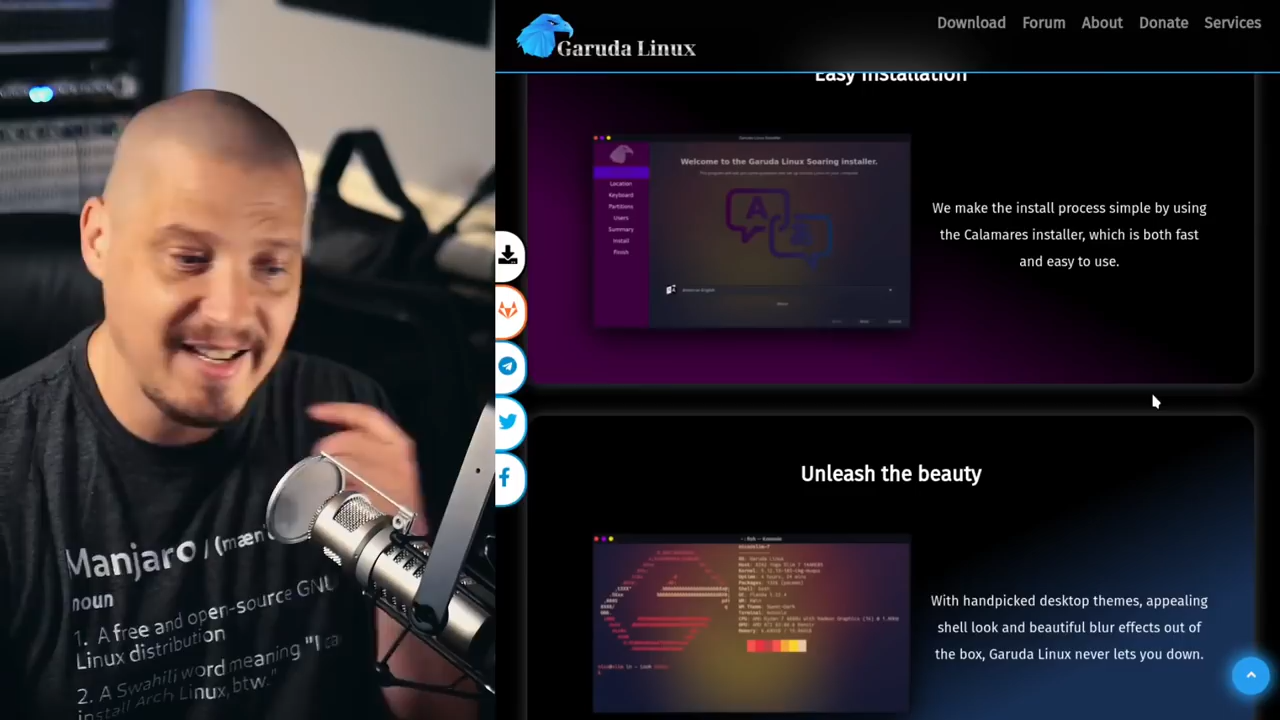 Garuda Linux
Download
Forum
About
Donate
Services
Easy Installation
Welcome to the Garuda Linux Soaring installer.
Location
Keyboard
Partitions
Users
Summary
Install
Finish
We make the install process simple by using
the Calamares installer, which is both fast
and easy to use.
Unleash the beauty
With handpicked desktop themes, appealing
shell look and beautiful blur effects out of
the box, Garuda Linux never lets you down.
Manjaro / (mæn
noun
1. A free and open-source GNU
Linux distribution
2. A Swahili word meaning "I ca
install Arch Linux, btw."